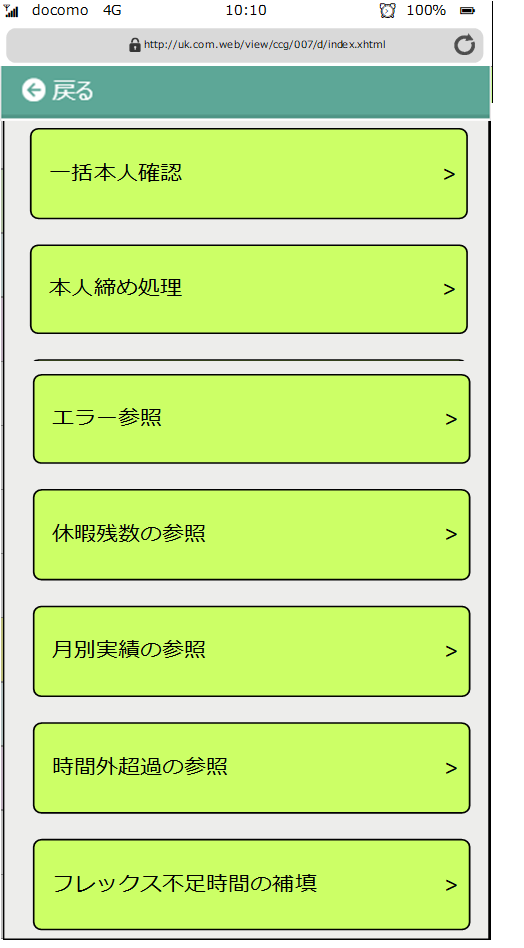 docomo 4G 10:10 100%
http://uk.com.web/view/ccg/007/d/index.xhtml
戻る
一括本人確認 >
本人締め処理 >
エラー参照 >
休暇残数の参照 >
月別実績の参照 >
時間外超過の参照 >
フレックス不足時間の補填 >